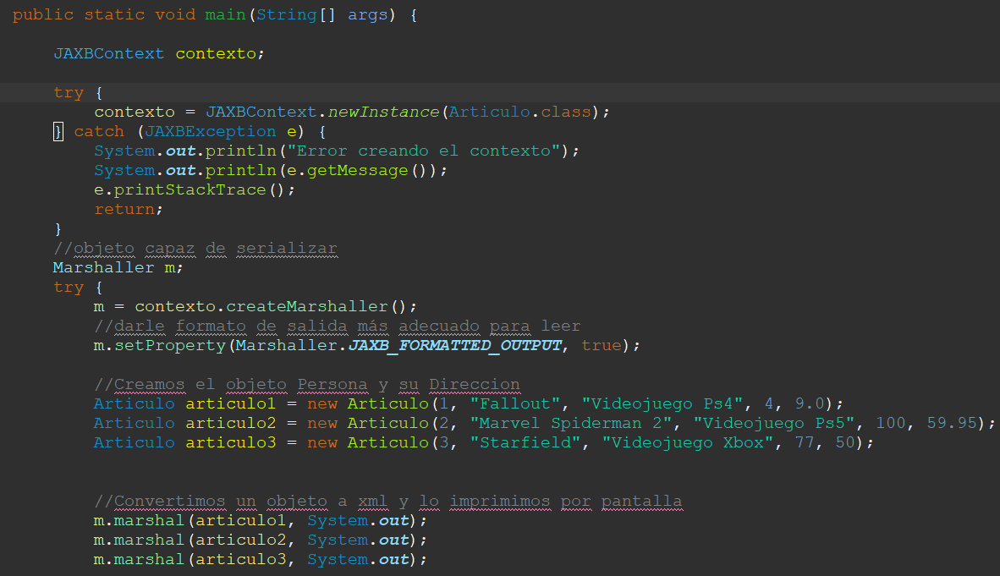 public static void main(String[] args) {
JAXBContext contexto;
try {
contexto = JAXBContext.newInstance(Articulo.class);
} catch (JAXBException e) {
System.out.println("Error creando el contexto");
System.out.println(e.getMessage());
e.printStackTrace();
return;
}
//objeto capaz de serializar
Marshaller m;
try {
m = contexto.createMarshaller();
//darle formato de salida más adecuado para leer
m.setProperty(Marshaller.JAXB_FORMATTED_OUTPUT, true);
//Creamos el objeto Persona y su Direccion
Articulo articulo1 = new Articulo(1, "Fallout", "Videojuego Ps4", 4, 9.0);
Articulo articulo2 = new Articulo(2, "Marvel Spiderman 2", "Videojuego Ps5", 100, 59.95);
Articulo articulo3 = new Articulo(3, "Starfield", "Videojuego Xbox", 77, 50);
//Convertimos un objeto a xml y lo imprimimos por pantalla
m.marshal(articulo1, System.out);
m.marshal(articulo2, System.out);
m.marshal(articulo3, System.out);